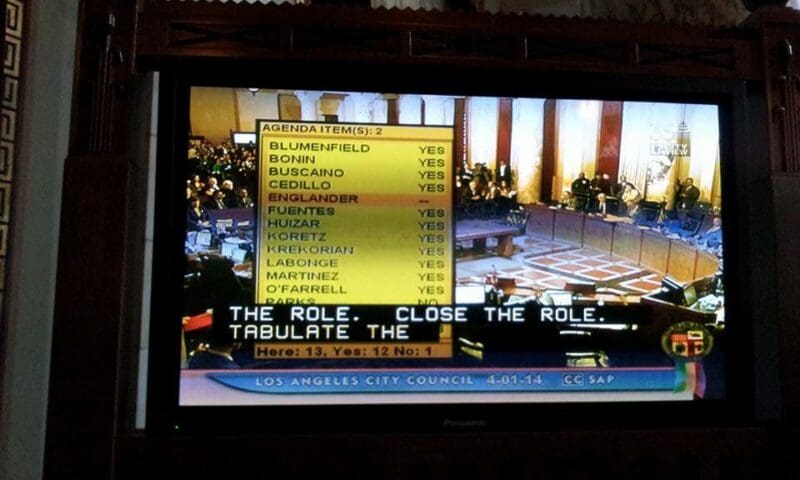 AGENDA ITEM(S): 2
BLUMENFIELD YES
BONIN YES
BUSCAINO YES
CEDILLO YES
ENGLANDER --
FUENTES YES
HUIZAR YES
KORETZ YES
KREKORIAN YES
LABONGE YES
MARTINEZ YES
O'FARRELL YES
PARKS NO
THE ROLE. CLOSE THE ROLE.
TABULATE THE
Here: 13, Yes: 12 No: 1
LOS ANGELES CITY COUNCIL 4-01-14 CC SAP
Panasonic